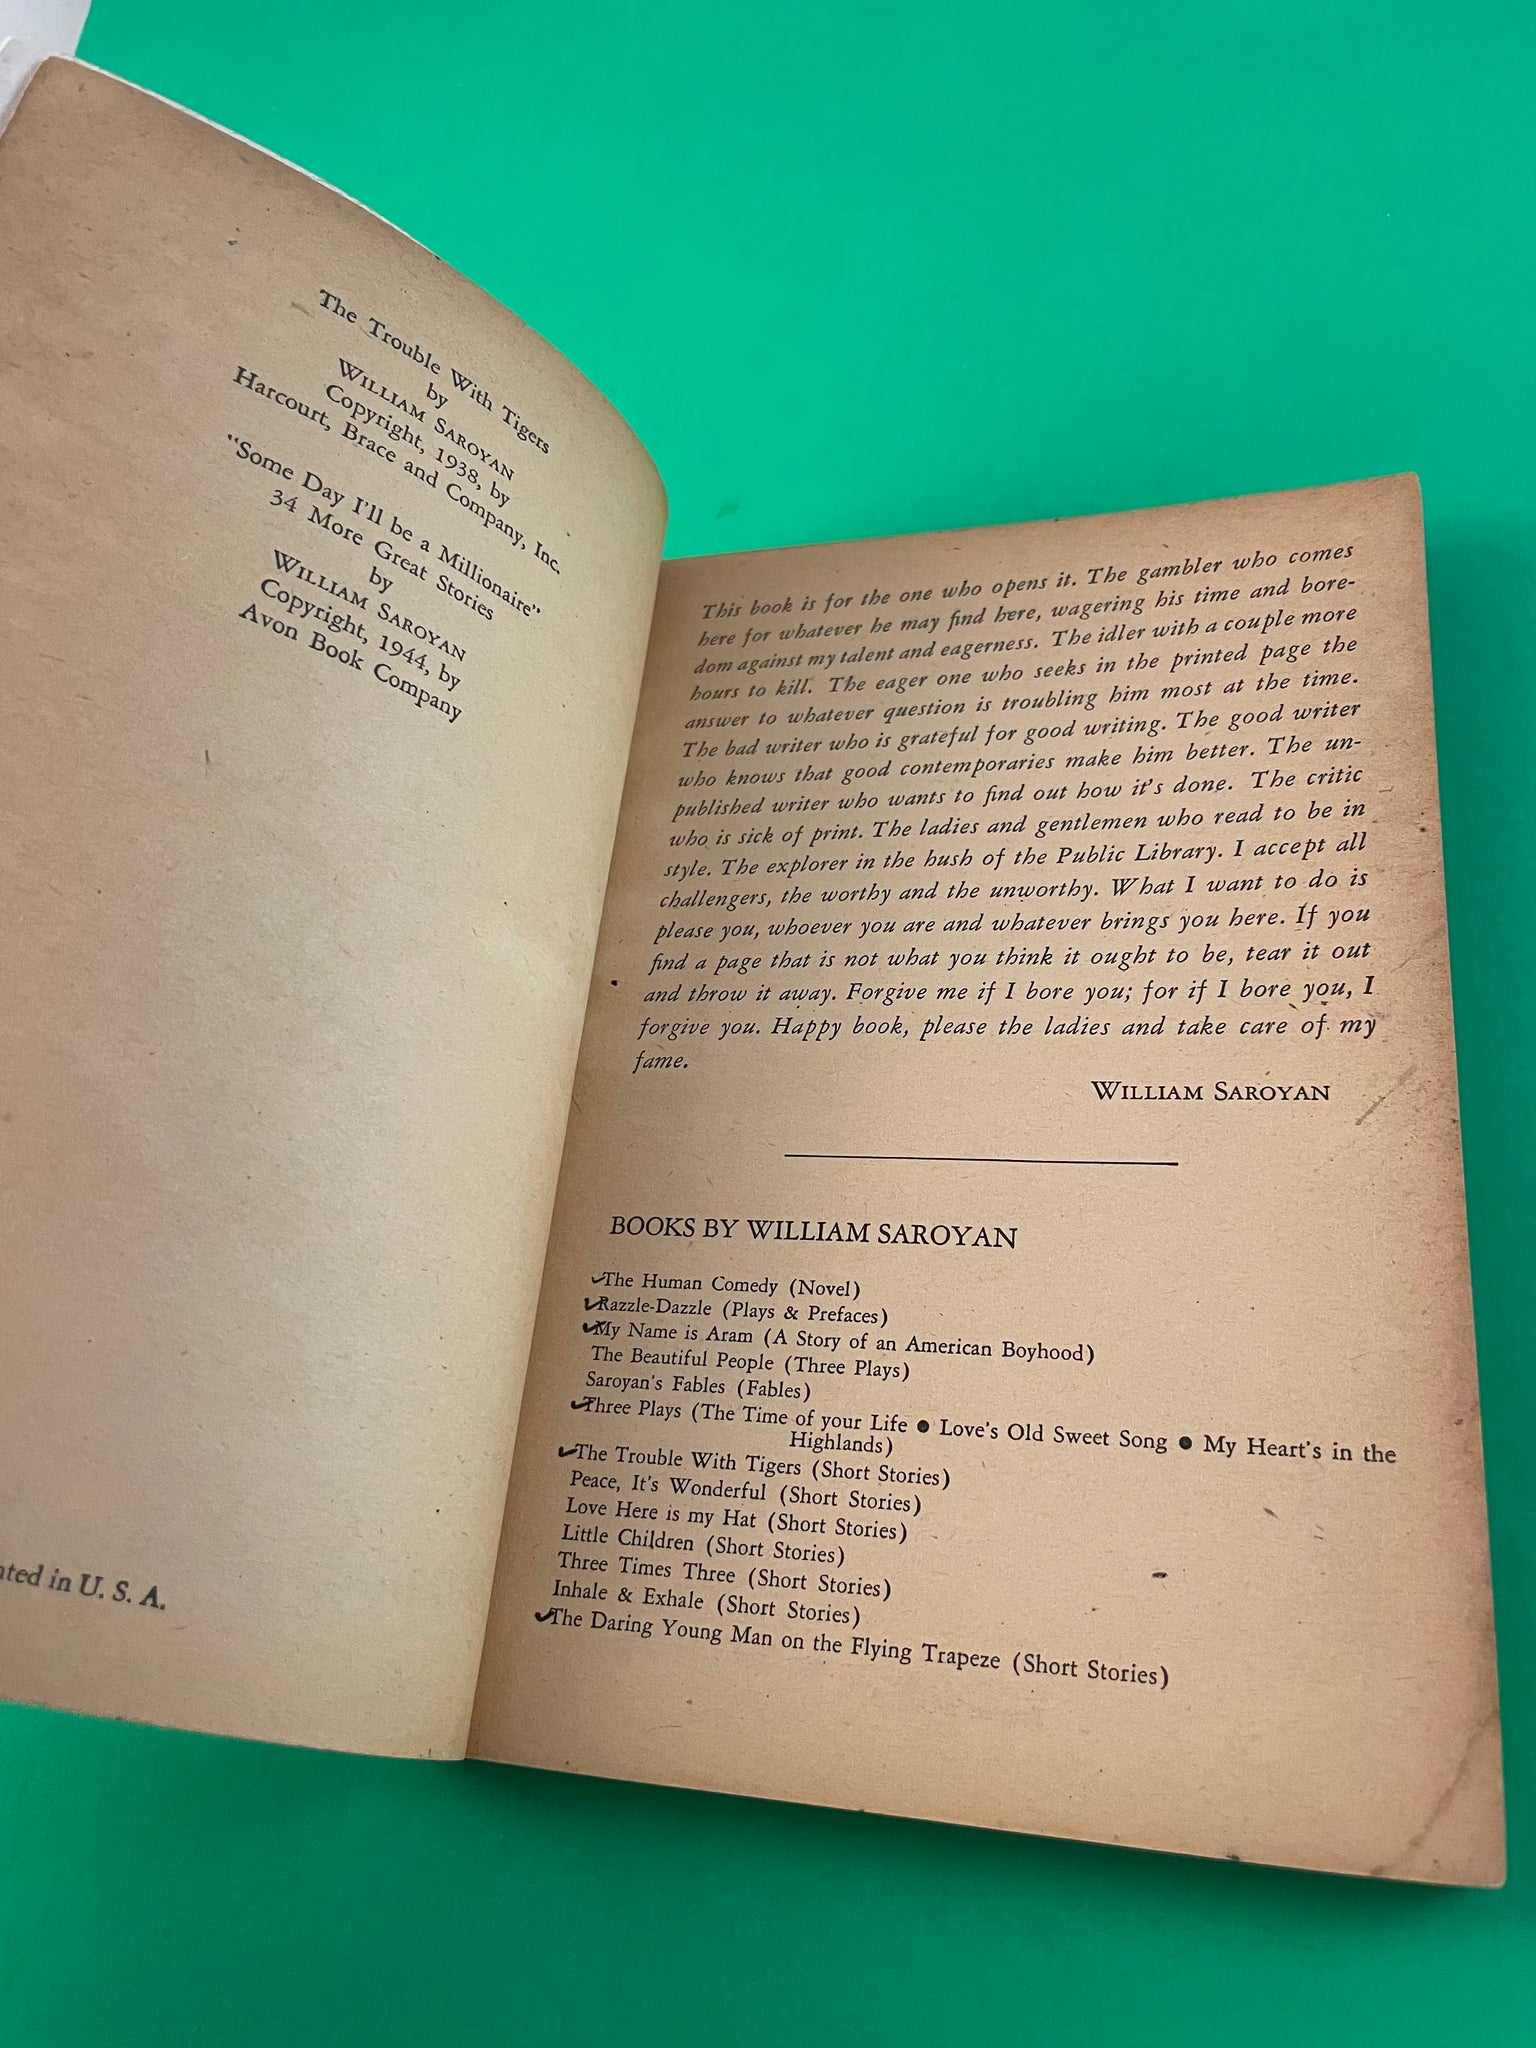 The Trouble With Tigers
by
WILLIAM SAROYAN
Copyright, 1938, by
Harcourt, Brace and Company, Inc.
"Some Day I'll be a Millionaire"
34 More Great Stories
by
WILLIAM SAROYAN
Copyright, 1944, by
Avon Book Company
in U. S. A.
This book is for the one who opens it. The gambler who comes
here for whatever he may find here, wagering his time and bore-
dom against my talent and eagerness. The idler with a couple more
hours to kill. The eager one who seeks in the printed page the
answer to whatever question is troubling him most at the time.
The bad writer who is grateful for good writing. The good writer
who knows that good contemporaries make him better. The un-
published writer who wants to find out how it's done. The critic
who is sick of print. The ladies and gentlemen who read to be in
style. The explorer in the hush of the Public Library. I accept all
challengers, the worthy and the unworthy. What I want to do is
please you, whoever you are and whatever brings you here. If you
find a page that is not what you think it ought to be, tear it out
and throw it away. Forgive me if I bore you; for if I bore you, I
forgive you. Happy book, please the ladies and take care of my
fame.
WILLIAM SAROYAN
BOOKS BY WILLIAM SAROYAN
The Human Comedy (Novel)
Razzle-Dazzle (Plays & Prefaces)
My Name is Aram (A Story of an American Boyhood)
The Beautiful People (Three Plays)
Saroyan's Fables (Fables)
Three Plays (The Time of your Life ● Love's Old Sweet Song ● My Heart's in the
Highlands)
The Trouble With Tigers (Short Stories)
Peace, It's Wonderful (Short Stories)
Love Here is my Hat (Short Stories)
Little Children (Short Stories)
Three Times Three (Short Stories)
Inhale & Exhale (Short Stories)
The Daring Young Man on the Flying Trapeze (Short Stories)